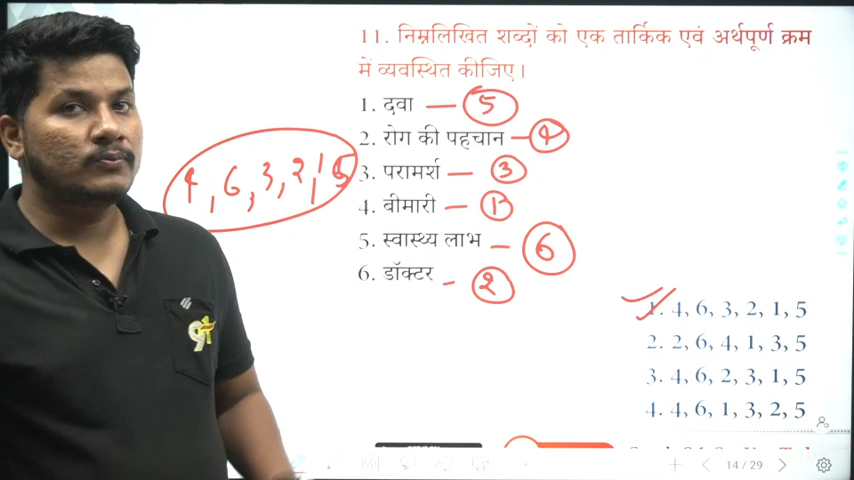 11. निम्नलिखित शब्दों को एक तार्किक एवं अर्थपूर्ण क्रम
में व्यवस्थित कीजिए।
1. दवा — 5
2. रोग की पहचान — 4
3. परामर्श — 3
4. बीमारी — 1
5. स्वास्थ्य लाभ — 6
6. डॉक्टर - 2
4, 6, 3, 2, 1, 5
1. 4, 6, 3, 2, 1, 5
2. 2, 6, 4, 1, 3, 5
3. 4, 6, 2, 3, 1, 5
4. 4, 6, 1, 3, 2, 5
14 / 29